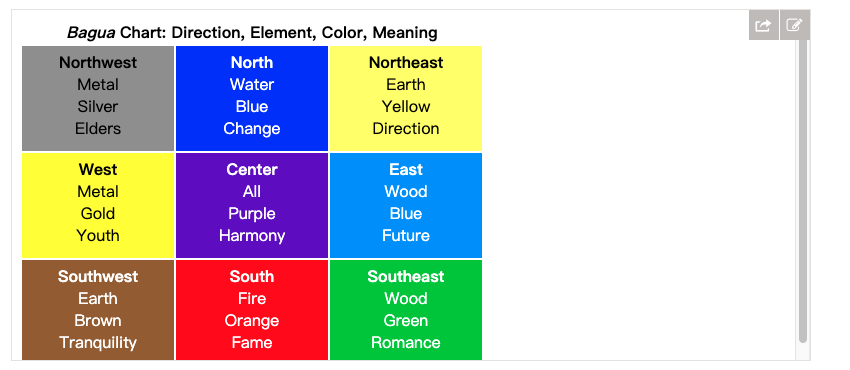 Bagua Chart: Direction, Element, Color, Meaning
Northwest
Metal
Silver
Elders
North
Water
Blue
Change
Northeast
Earth
Yellow
Direction
West
Metal
Gold
Youth
Center
All
Purple
Harmony
East
Wood
Blue
Future
Southwest
Earth
Brown
Tranquility
South
Fire
Orange
Fame
Southeast
Wood
Green
Romance